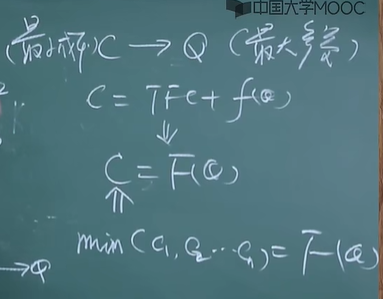 中国大学MOOC
(最小成本) C → Q (最大参量)
C = TFC + f(Q)
⇓
C = F(Q)
⇑
min (C₁, C₂ ⋯ Cₙ) = F(Q)
→ Q